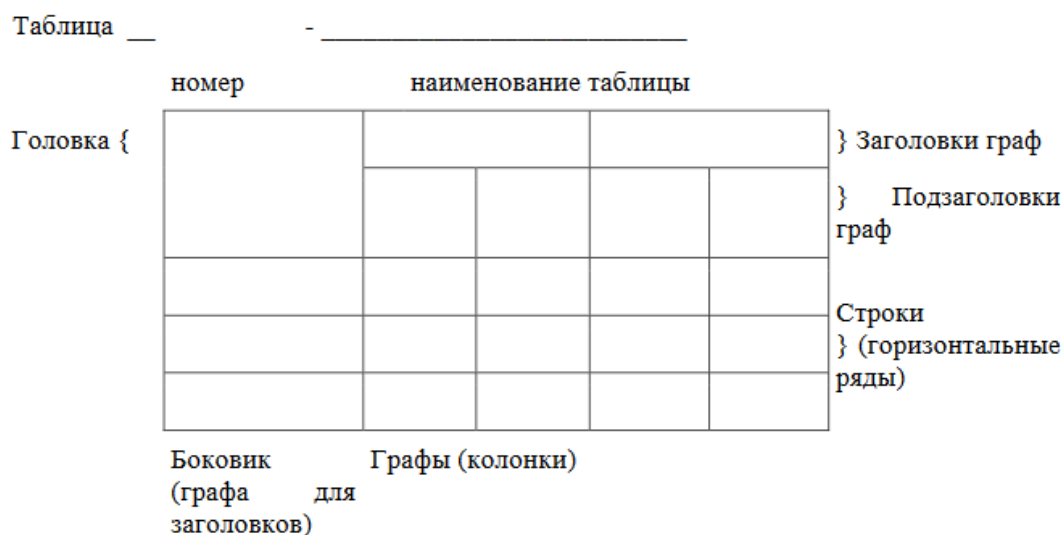 Таблица __ - ___________________________
номер наименование таблицы
Головка {
} Заголовки граф
} Подзаголовки
граф
Строки
} (горизонтальные
ряды)
Боковик Графы (колонки)
(графа для
заголовков)